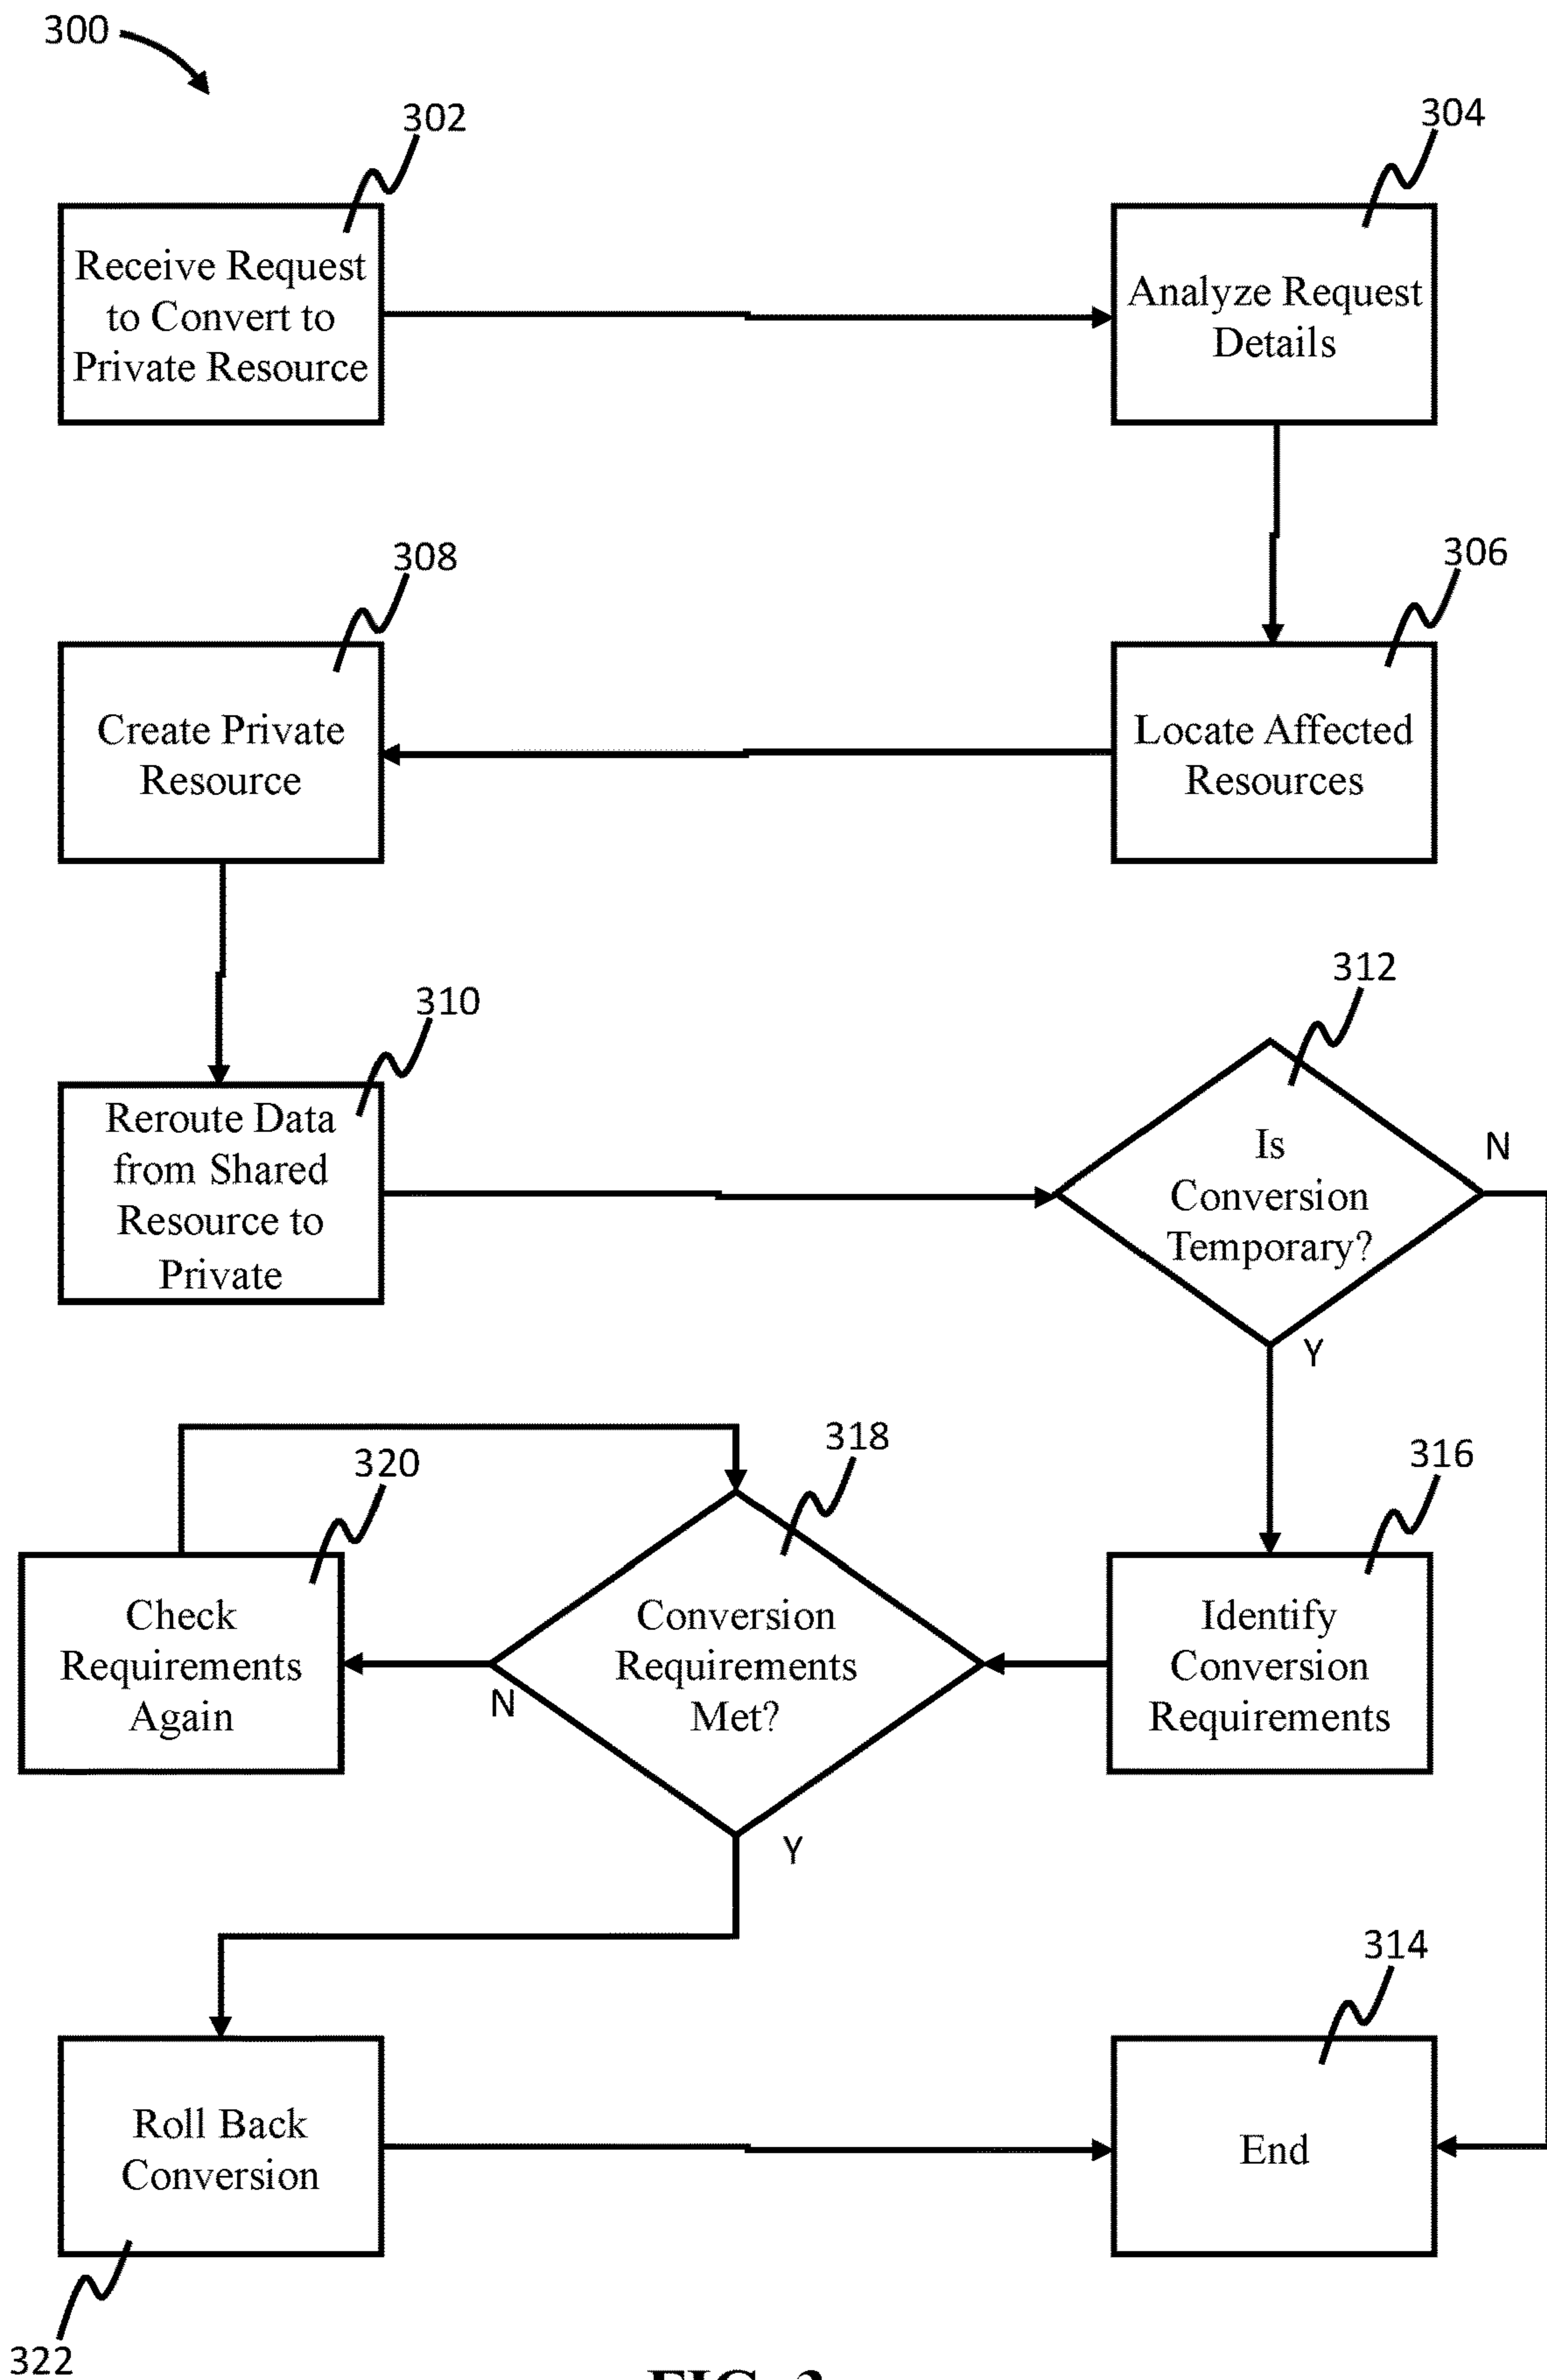 300
302
Receive Request
to Convert to
Private Resource
304
Analyze Request
Details
308
Create Private
Resource
306
Locate Affected
Resources
310
Reroute Data
from Shared
Resource to
Private
312
Is
Conversion
Temporary?
N
Y
320
Check
Requirements
Again
318
Conversion
Requirements
Met?
N
Y
316
Identify
Conversion
Requirements
322
Roll Back
Conversion
314
End
FIG. 3